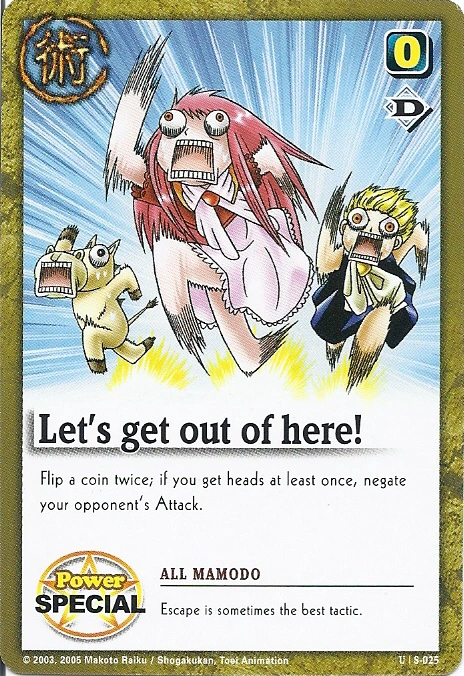 術
0
D
Let's get out of here!
Flip a coin twice; if you get heads at least once, negate
your opponent's Attack.
Power
SPECIAL
ALL MAMODO
Escape is sometimes the best tactic.
© 2003, 2005 Makoto Raiku / Shogakukan, Toei Animation
U | S-025